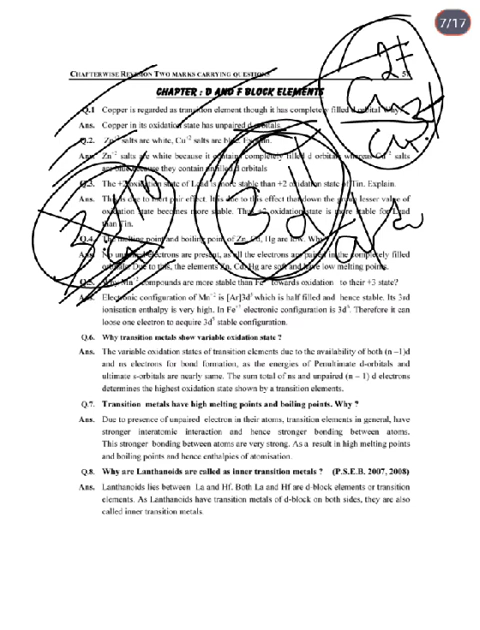 7/17
CHAPTERWISE REVISION TWO MARKS CARRYING QUESTIONS
CHAPTER : D AND F BLOCK ELEMENTS
Q.1 Copper is regarded as transition element though it has completely filled d orbital Why?
Ans. Copper in its oxidation state has unpaired d-orbitals.
Q.2. Zn⁺² salts are white, Cu⁺² salts are blue. Explain.
Ans. Zn⁺² salts are white because it contains completely filled d orbitals whereas Cu⁺² salts
are blue because they contain unfilled d orbitals
Q.3. The +2 oxidation state of Lead is more stable than +2 oxidation state of Tin. Explain.
Ans. This is due to inert pair effect. It is due to this effect that down the group lesser value of
oxidation state becomes more stable. Thus +2 oxidation state is more stable for Lead
than Tin.
Q.4. The melting point and boiling point of Zn, Cd, Hg are low. Why?
Ans. No unpaired electrons are present, as all the electrons are paired in the completely filled
orbitals. Due to this, the elements Zn, Cd, Hg are soft and have low melting points.
Q.5. Why Mn⁺² compounds are more stable than Fe⁺² towards oxidation to their +3 state?
Ans. Electronic configuration of Mn⁺² is [Ar]3d⁵ which is half filled and hence stable. Its 3rd
ionisation enthalpy is very high. In Fe⁺² electronic configuration is 3d⁶. Therefore it can
loose one electron to acquire 3d⁵ stable configuration.
Q.6. Why transition metals show variable oxidation state ?
Ans. The variable oxidation states of transition elements due to the availability of both (n –1)d
and ns electrons for bond formation, as the energies of Penultimate d-orbitals and
ultimate s-orbitals are nearly same. The sum total of ns and unpaired (n – 1) d electrons
determines the highest oxidation state shown by a transition elements.
Q.7. Transition metals have high melting points and boiling points. Why ?
Ans. Due to presence of unpaired electron in their atoms, transition elements in general, have
stronger interatomic interaction and hence stronger bonding between atoms.
This stronger bonding between atoms are very strong. As a result in high melting points
and boiling points and hence enthalpies of atomisation.
Q.8. Why are Lanthanoids are called as inner transition metals ? (P.S.E.B. 2007, 2008)
Ans. Lanthanoids lies between La and Hf. Both La and Hf are d-block elements or transition
elements. As Lanthanoids have transition metals of d-block on both sides, they are also
called inner transition metals.